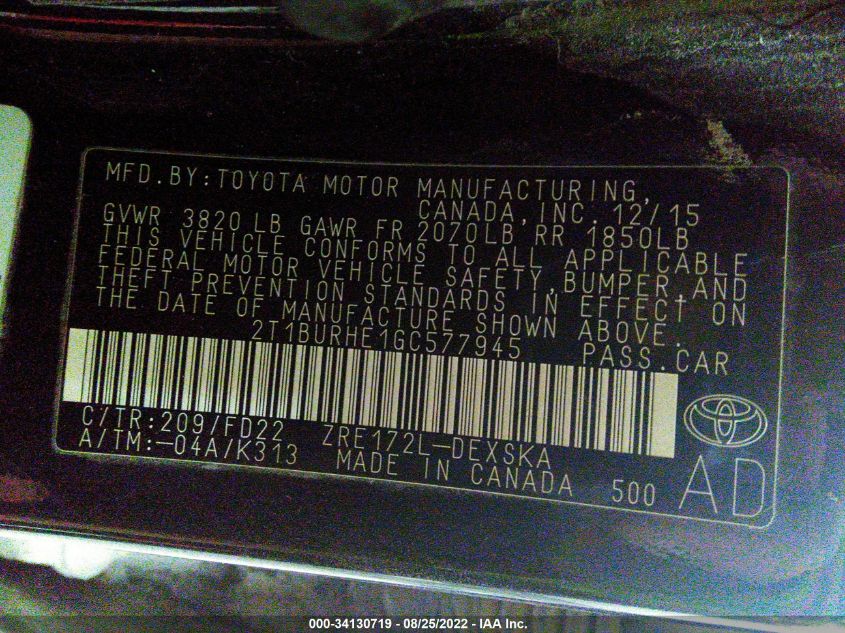 MFD.BY:TOYOTA MOTOR MANUFACTURING,
CANADA,INC. 12/15
GVWR 3820 LB GAWR FR 2070LB RR 1850LB
THIS VEHICLE CONFORMS TO ALL APPLICABLE
FEDERAL MOTOR VEHICLE SAFETY,BUMPER,AND
THEFT PREVENTION STANDARDS IN EFFECT ON
THE DATE OF MANUFACTURE SHOWN ABOVE.
2T1BURHE1GC577945 PASS.CAR
C/TR:209/FD22 ZRE172L-DEXSKA
A/TM:-04A/K313 MADE IN CANADA 500 AD
000-34130719 - 08/25/2022 - IAA Inc.